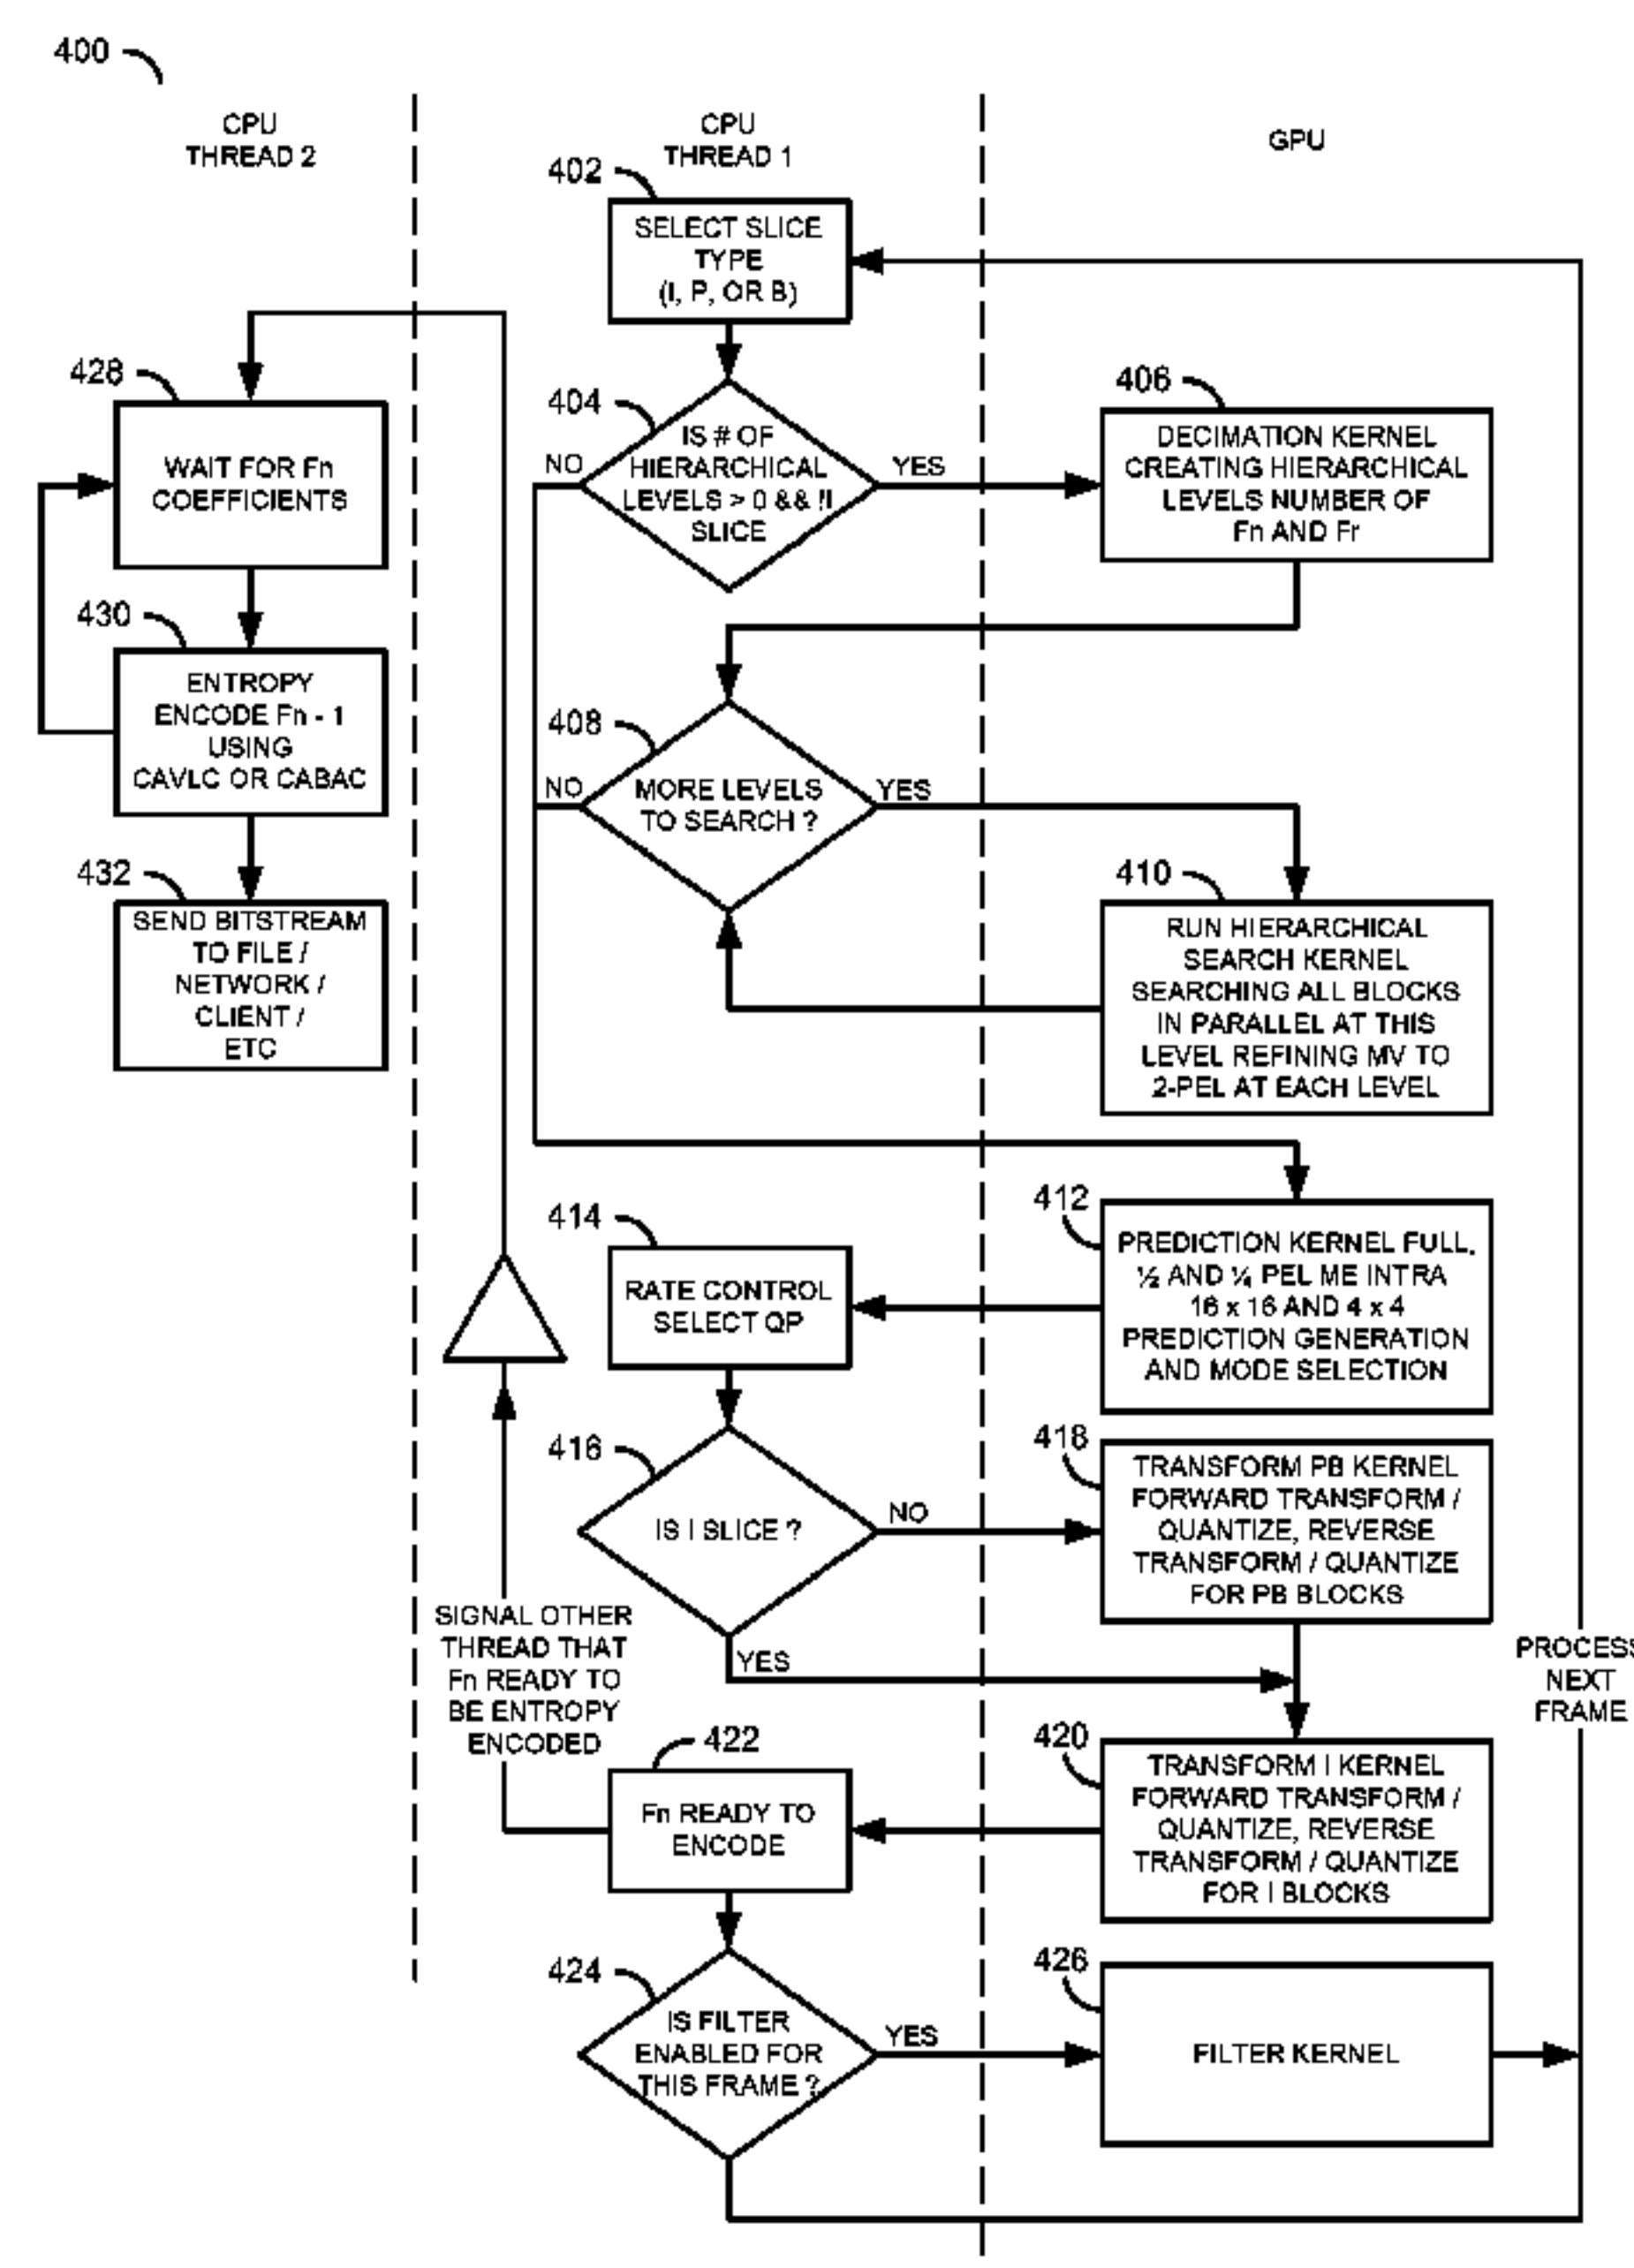 400
CPU
THREAD 2
CPU
THREAD 1
GPU
402
SELECT SLICE
TYPE
(I, P, OR B)
404
IS # OF
HIERARCHICAL
LEVELS > 0 && !I
SLICE
NO
YES
406
DECIMATION KERNEL
CREATING HIERARCHICAL
LEVELS NUMBER OF
Fn AND Fr
428
WAIT FOR Fn
COEFFICIENTS
430
ENTROPY
ENCODE Fn - 1
USING
CAVLC OR CABAC
432
SEND BITSTREAM
TO FILE /
NETWORK /
CLIENT /
ETC
408
MORE LEVELS
TO SEARCH ?
NO
YES
410
RUN HIERARCHICAL
SEARCH KERNEL
SEARCHING ALL BLOCKS
IN PARALLEL AT THIS
LEVEL REFINING MV TO
2-PEL AT EACH LEVEL
412
PREDICTION KERNEL FULL,
½ AND ¼ PEL ME INTRA
16 x 16 AND 4 x 4
PREDICTION GENERATION
AND MODE SELECTION
414
RATE CONTROL
SELECT QP
416
IS I SLICE ?
NO
YES
418
TRANSFORM PB KERNEL
FORWARD TRANSFORM /
QUANTIZE, REVERSE
TRANSFORM / QUANTIZE
FOR PB BLOCKS
SIGNAL OTHER
THREAD THAT
Fn READY TO
BE ENTROPY
ENCODED
PROCESS
NEXT
FRAME
420
TRANSFORM I KERNEL
FORWARD TRANSFORM /
QUANTIZE, REVERSE
TRANSFORM / QUANTIZE
FOR I BLOCKS
422
Fn READY TO
ENCODE
424
IS FILTER
ENABLED FOR
THIS FRAME ?
YES
426
FILTER KERNEL